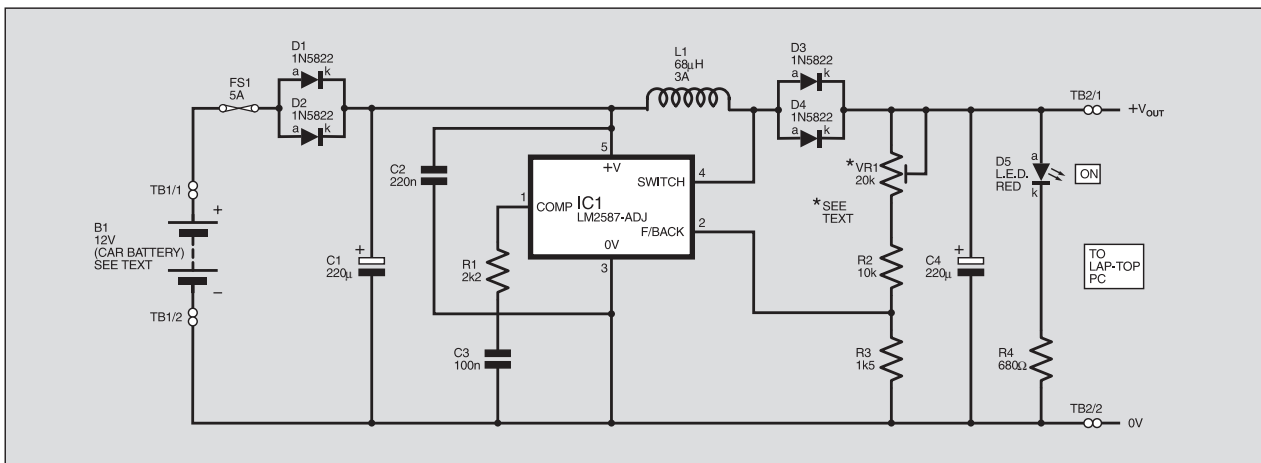 D1
1N5822
a
k
FS1
5A
D2
1N5822
a
k
L1
68µH
3A
D3
1N5822
a
k
D4
1N5822
a
k
TB2/1
+VOUT
TB1/1
+
B1
12V
(CAR BATTERY)
SEE TEXT
−
TB1/2
C1
220µ
+
C2
220n
5
+V
SWITCH
4
1
COMP
IC1
LM2587-ADJ
F/BACK
2
0V
3
R1
2k2
C3
100n
*VR1
20k
*SEE
TEXT
R2
10k
R3
1k5
+
C4
220µ
a
D5
L.E.D.
RED
k
ON
TO
LAP-TOP
PC
R4
680Ω
TB2/2
0V